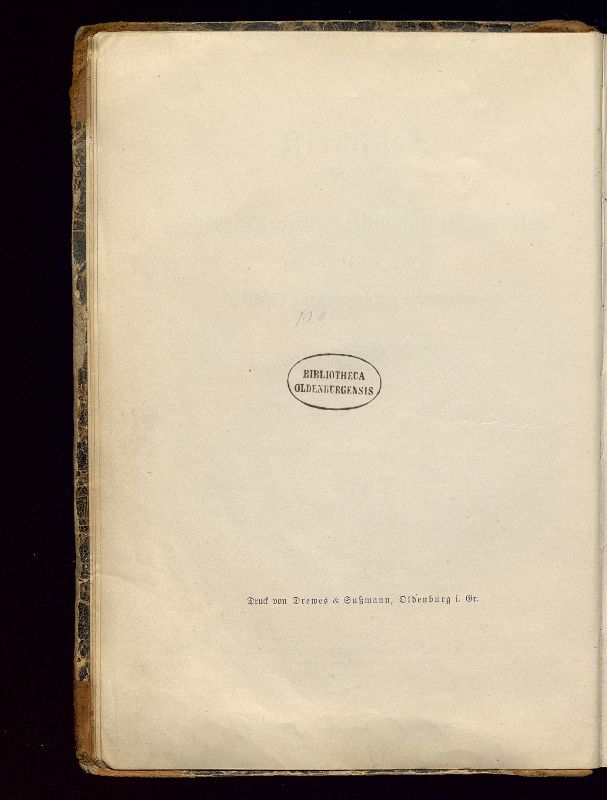 BIBLIOTHECA
OLDENBURGENSIS
Druck von Drewes & Sußmann, Oldenburg i. Gr.